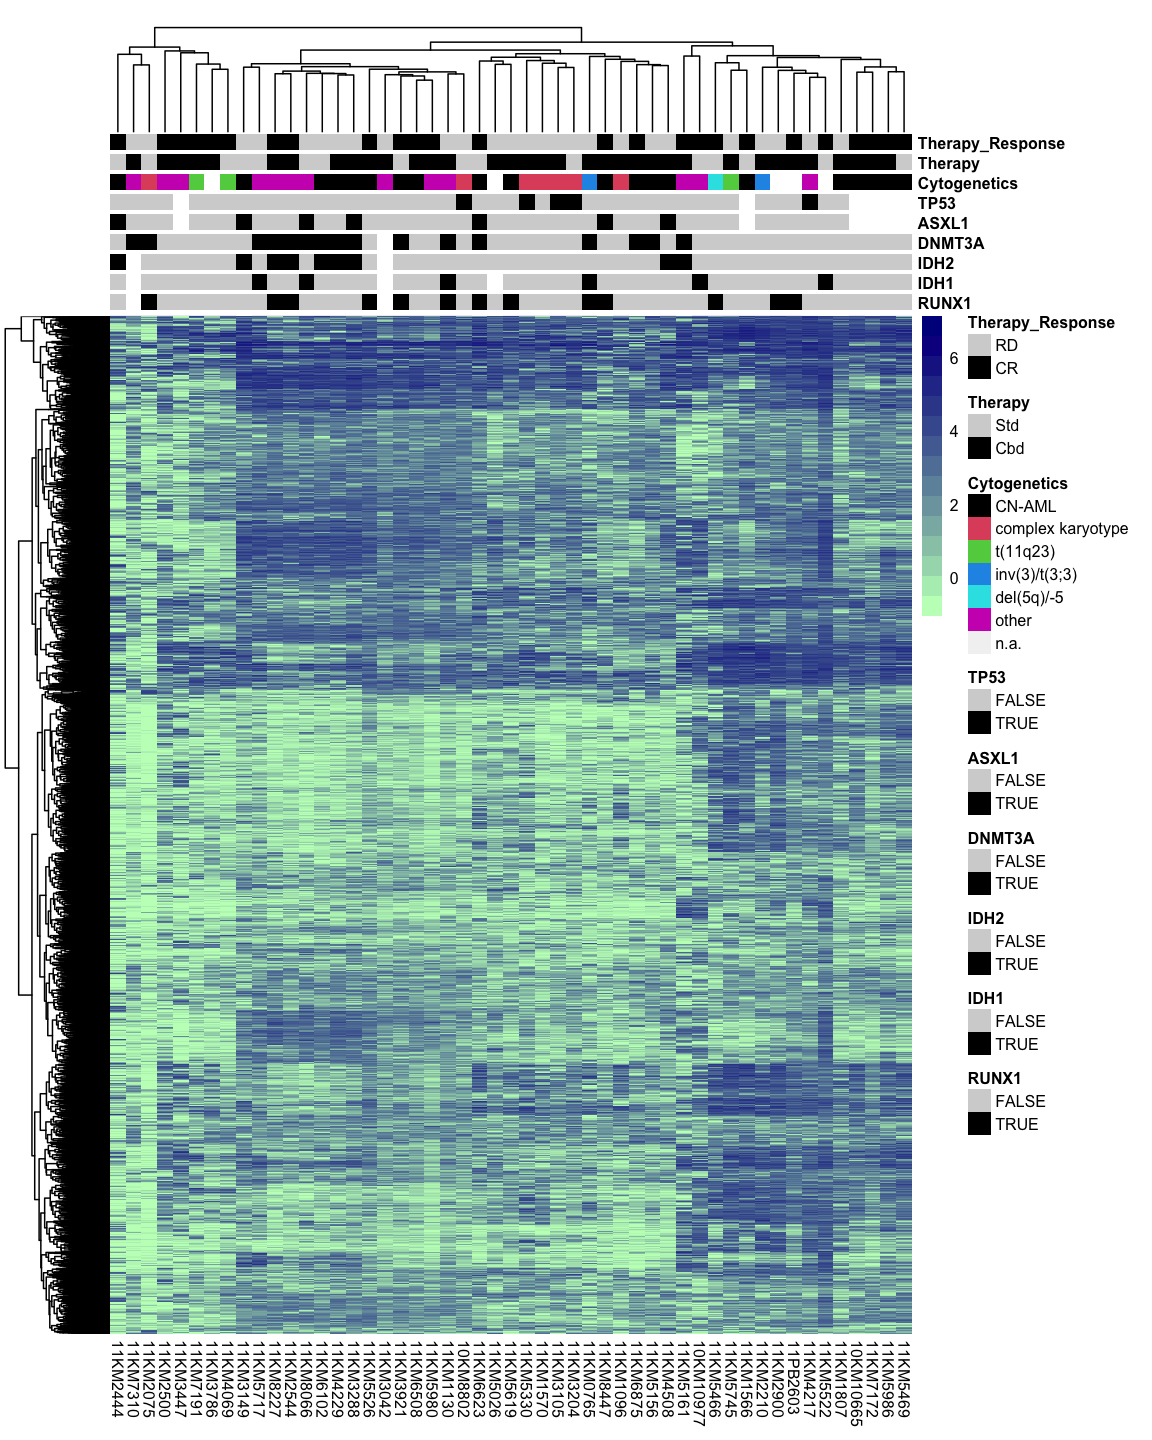 Therapy_Response
Therapy
Cytogenetics
TP53
ASXL1
DNMT3A
IDH2
IDH1
RUNX1
6
4
2
0
Therapy_Response
RD
CR
Therapy
Std
Cbd
Cytogenetics
CN-AML
complex karyotype
t(11q23)
inv(3)/t(3;3)
del(5q)/-5
other
n.a.
TP53
FALSE
TRUE
ASXL1
FALSE
TRUE
DNMT3A
FALSE
TRUE
IDH2
FALSE
TRUE
IDH1
FALSE
TRUE
RUNX1
FALSE
TRUE
11KM2444
11KM7310
11KM2075
11KM2600
11KM3447
11KM7191
11KM3786
11KM4069
11KM3149
11KM5717
11KM8227
11KM2544
11KM8066
11KM6102
11KM4229
11KM3288
11KM5526
11KM3042
11KM3921
11KM6508
11KM5980
11KM1130
10KM8802
11KM6623
11KM5026
11KM5619
11KM5330
11KM1570
11KM3105
11KM3204
11KM0765
11KM8447
11KM1096
11KM6875
11KM5156
11KM4508
11KM5161
10KM10977
11KM5466
11KM5745
11KM1566
11KM2210
11KM2900
11PB2603
10KM4217
11KM5522
11KM1807
10KM10665
11KM7172
11KM5986
11KM5469